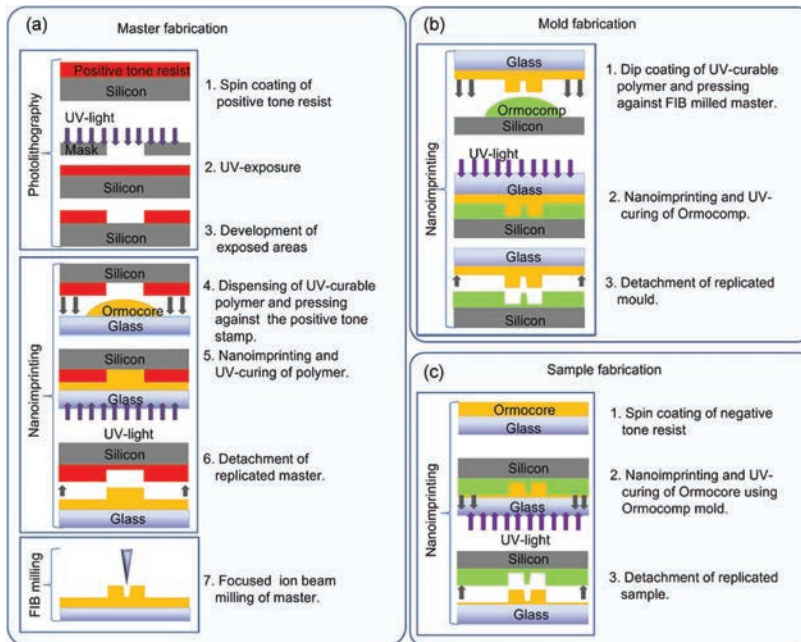 (a)
Master fabrication
Photolithography
Positive tone resist
Silicon
1. Spin coating of
positive tone resist
UV-light
Mask
Silicon
2. UV-exposure
Silicon
3. Development of
exposed areas
Nanoimprinting
Silicon
Ormocore
Glass
4. Dispensing of UV-curable
polymer and pressing
against the positive tone
stamp.
Silicon
Glass
5. Nanoimprinting and
UV-curing of polymer.
UV-light
Silicon
Glass
6. Detachment of
replicated master.
FIB milling
7. Focused ion beam
milling of master.
(b)
Mold fabrication
Nanoimprinting
Glass
Ormocomp
Silicon
1. Dip coating of UV-curable
polymer and pressing
against FIB milled master.
UV-light
Glass
Silicon
2. Nanoimprinting and UV-
curing of Ormocomp.
Glass
Silicon
3. Detachment of replicated
mould.
(c)
Sample fabrication
Nanoimprinting
Ormocore
Glass
1. Spin coating of negative
tone resist
Silicon
Glass
2. Nanoimprinting and UV-
curing of Ormocore using
Ormocomp mold.
UV-light
Silicon
Glass
3. Detachment of replicated
sample.